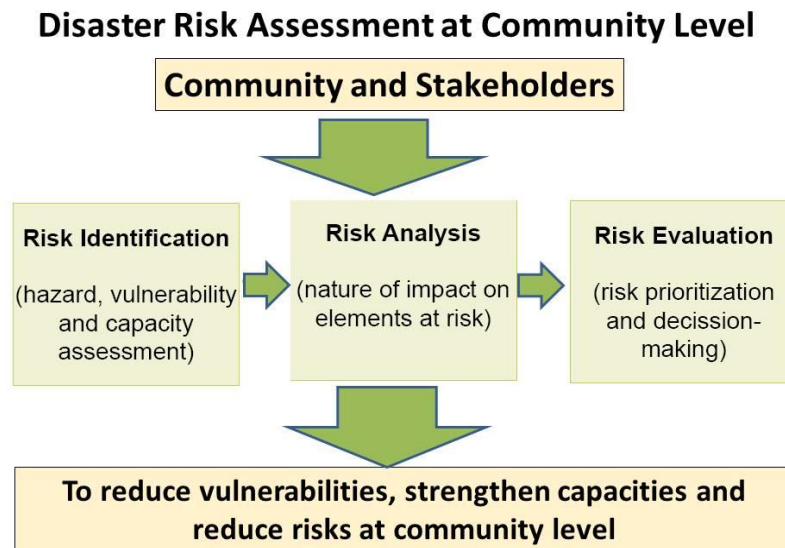 Disaster Risk Assessment at Community Level
Community and Stakeholders
Risk Identification
(hazard, vulnerability
and capacity
assessment)
Risk Analysis
(nature of impact on
elements at risk)
Risk Evaluation
(risk prioritization
and decission-
making)
To reduce vulnerabilities, strengthen capacities and
reduce risks at community level